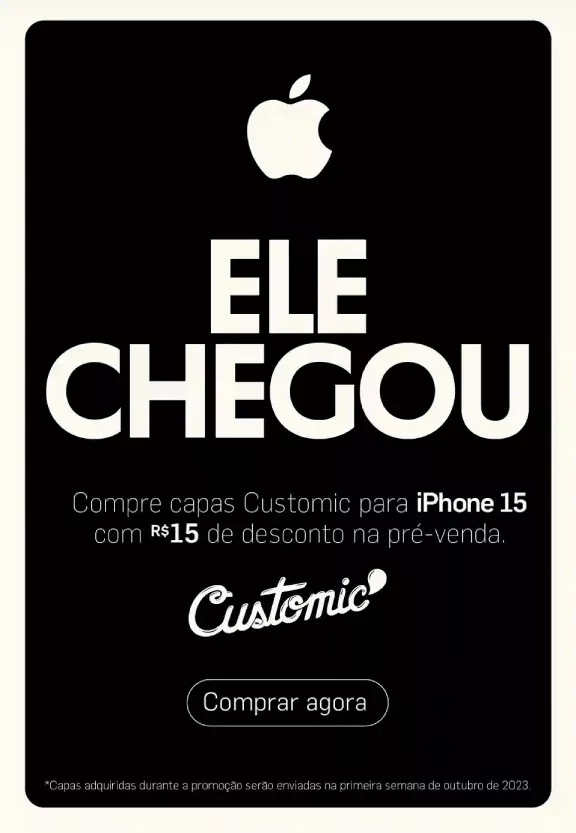 ELE
CHEGOU
Compre capas Customic para iPhone 15
com R$15 de desconto na pré-venda.
Customic
Comprar agora
*Capas adquiridas durante a promoção serão enviadas na primeira semana de outubro de 2023.